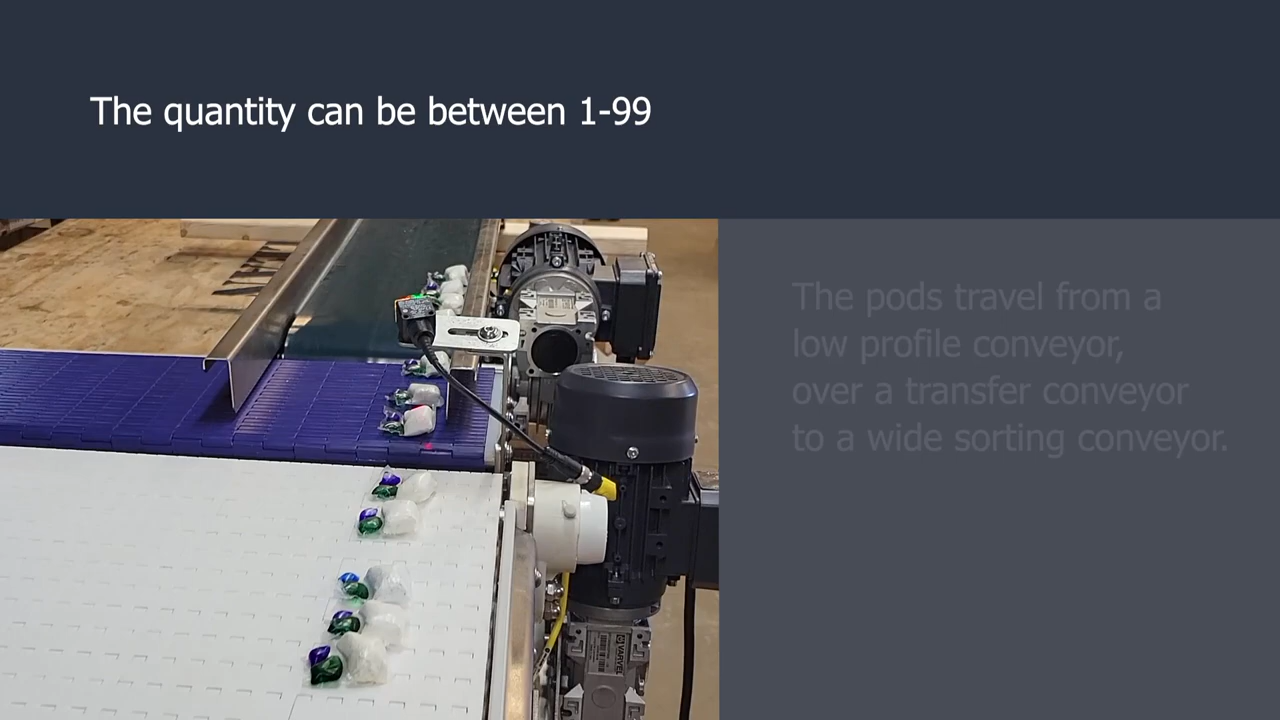 The quantity can be between 1-99
The pods travel from a
low profile conveyor,
over a transfer conveyor
to a wide sorting conveyor.
VARVEL